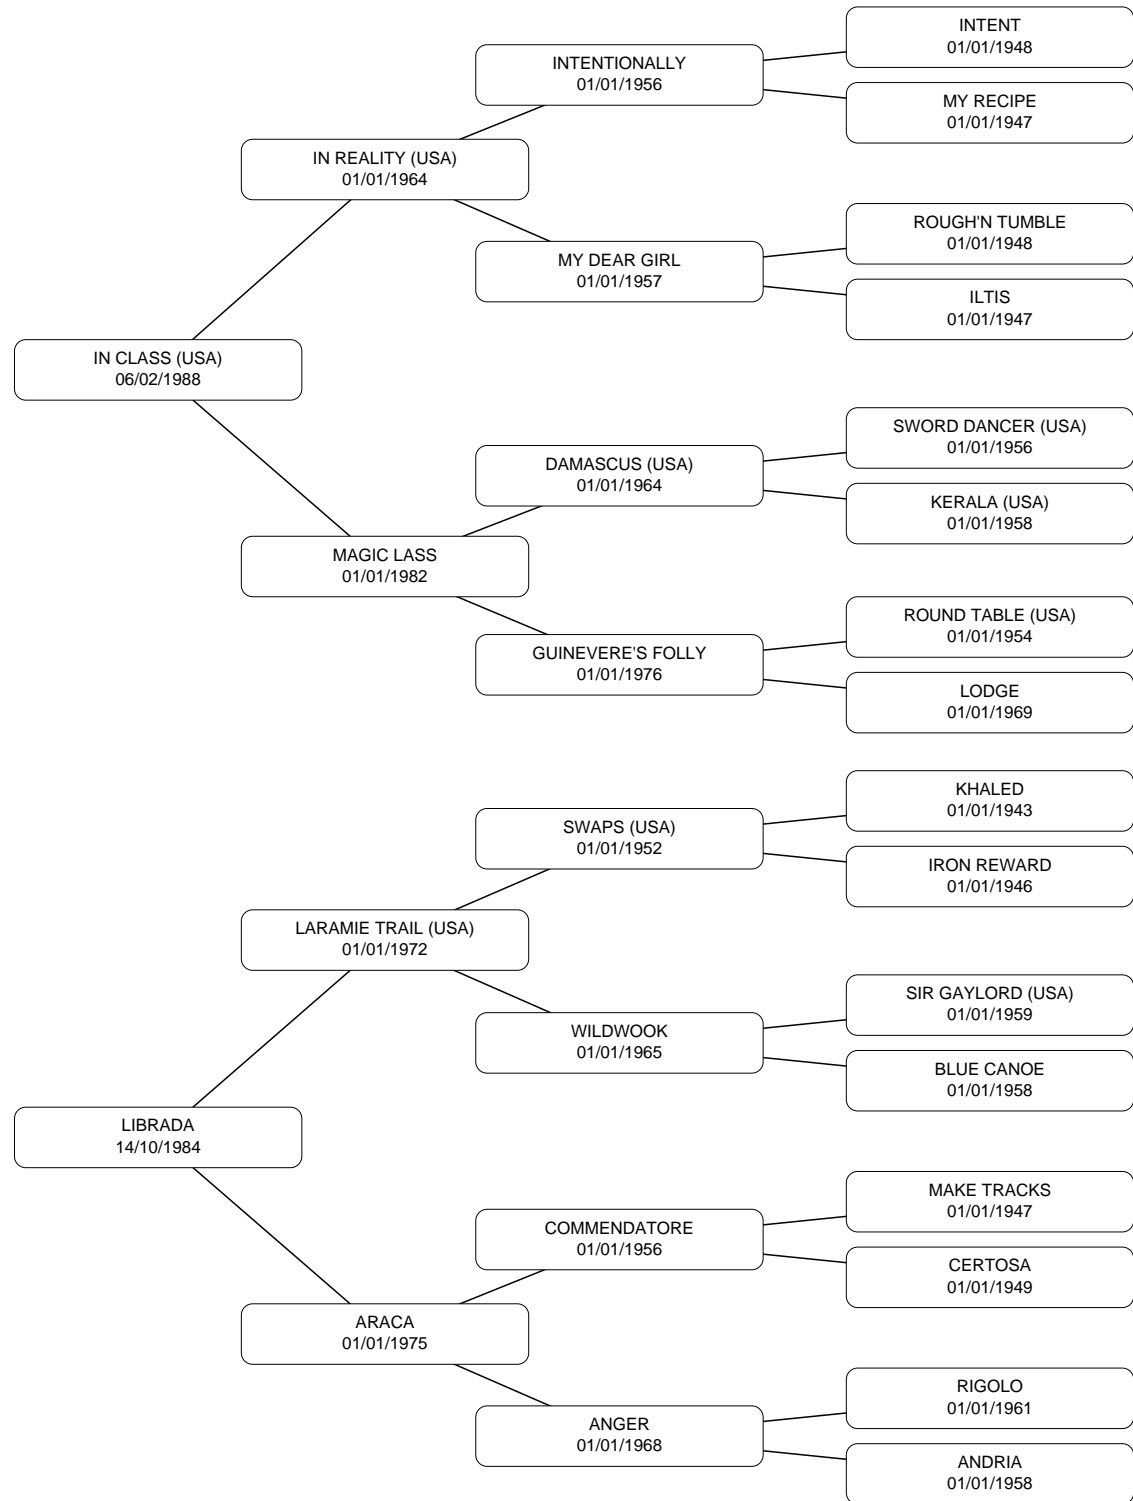 INTENT
01/01/1948
INTENTIONALLY
01/01/1956
MY RECIPE
01/01/1947
IN REALITY (USA)
01/01/1964
ROUGH'N TUMBLE
01/01/1948
MY DEAR GIRL
01/01/1957
ILTIS
01/01/1947
IN CLASS (USA)
06/02/1988
SWORD DANCER (USA)
01/01/1956
DAMASCUS (USA)
01/01/1964
KERALA (USA)
01/01/1958
MAGIC LASS
01/01/1982
ROUND TABLE (USA)
01/01/1954
GUINEVERE'S FOLLY
01/01/1976
LODGE
01/01/1969
KHALED
01/01/1943
SWAPS (USA)
01/01/1952
IRON REWARD
01/01/1946
LARAMIE TRAIL (USA)
01/01/1972
SIR GAYLORD (USA)
01/01/1959
WILDWOOK
01/01/1965
BLUE CANOE
01/01/1958
LIBRADA
14/10/1984
MAKE TRACKS
01/01/1947
COMMENDATORE
01/01/1956
CERTOSA
01/01/1949
ARACA
01/01/1975
RIGOLO
01/01/1961
ANGER
01/01/1968
ANDRIA
01/01/1958